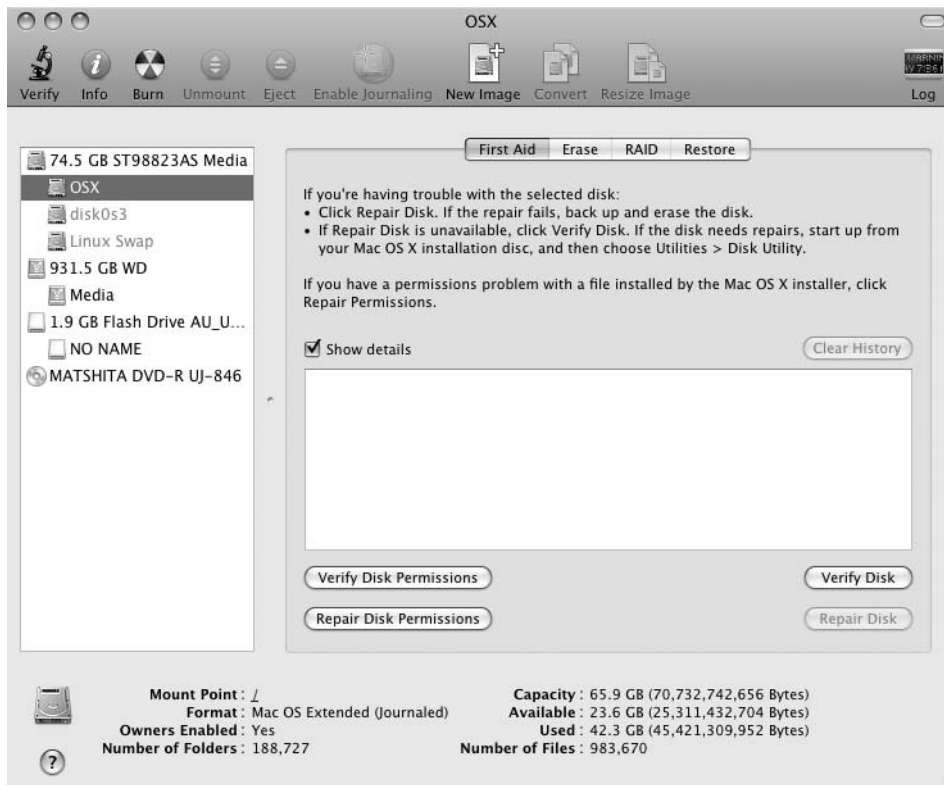 OSX
Verify Info Burn Unmount Eject Enable Journaling New Image Convert Resize Image Log
74.5 GB ST98823AS Media
OSX
disk0s3
Linux Swap
931.5 GB WD
Media
1.9 GB Flash Drive AU_U...
NO NAME
MATSHITA DVD-R UJ-846
First Aid Erase RAID Restore
If you're having trouble with the selected disk:
• Click Repair Disk. If the repair fails, back up and erase the disk.
• If Repair Disk is unavailable, click Verify Disk. If the disk needs repairs, start up from
your Mac OS X installation disc, and then choose Utilities > Disk Utility.
If you have a permissions problem with a file installed by the Mac OS X installer, click
Repair Permissions.
Show details
Clear History
Verify Disk Permissions Verify Disk
Repair Disk Permissions Repair Disk
Mount Point : / Capacity : 65.9 GB (70,732,742,656 Bytes)
Format : Mac OS Extended (Journaled) Available : 23.6 GB (25,311,432,704 Bytes)
Owners Enabled : Yes Used : 42.3 GB (45,421,309,952 Bytes)
Number of Folders : 188,727 Number of Files : 983,670
?